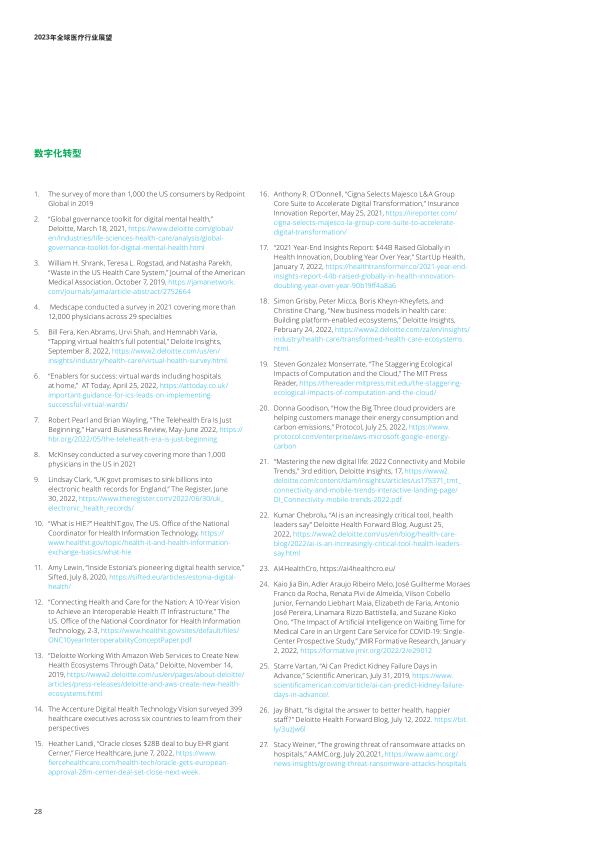 2023年全球医疗行业展望
数字化转型
1. The survey of more than 1,000 the US consumers by Redpoint
Global in 2019
2. “Global governance toolkit for digital mental health,”
Deloitte, March 18, 2021, https://www.deloitte.com/global/
en/Industries/life-sciences-health-care/analysis/global-
governance-toolkit-for-digital-mental-health.html
3. William H. Shrank, Teresa L. Rogstad, and Natasha Parekh,
“Waste in the US Health Care System,” Journal of the American
Medical Association, October 7, 2019, https://jamanetwork.
com/journals/jama/article-abstract/2752664
4. Medscape conducted a survey in 2021 covering more than
12,000 physicians across 29 specialties
5. Bill Fera, Ken Abrams, Urvi Shah, and Hemnabh Varia,
“Tapping virtual health’s full potential,” Deloitte Insights,
September 8, 2022, https://www2.deloitte.com/us/en/
insights/industry/health-care/virtual-health-survey.html
6. “Enablers for success: virtual wards including hospitals
at home,” AT Today, April 25, 2022, https://attoday.co.uk/
important-guidance-for-ics-leads-on-implementing-
successful-virtual-wards/
7. Robert Pearl and Brian Wayling, “The Telehealth Era is Just
Beginning,” Harvard Business Review, May-June 2022, https://
hbr.org/2022/05/the-telehealth-era-is-just-beginning
8. McKinsey conducted a survey covering more than 1,000
physicians in the US in 2021
9. Lindsay Clark, “UK govt promises to sink billions into
electronic health records for England,” The Register, June
30, 2022, https://www.theregister.com/2022/06/30/uk_
electronic_health_records/
10. “What is HIE?” HealthIT.gov, The US. Office of the National
Coordinator for Health Information Technology, https://
www.healthit.gov/topic/health-it-and-health-information-
exchange-basics/what-hie
11. Amy Lewin, “Inside Estonia’s pioneering digital health service,”
Sifted, July 8, 2020, https://sifted.eu/articles/estonia-digital-
health/
12. “Connecting Health and Care for the Nation: A 10-Year Vision
to Achieve an Interoperable Health IT Infrastructure,” The
US. Office of the National Coordinator for Health Information
Technology, 2-3, https://www.healthit.gov/sites/default/files/
ONC10yearInteroperabilityConceptPaper.pdf
13. “Deloitte Working With Amazon Web Services to Create New
Health Ecosystems Through Data,” Deloitte, November 14,
2019, https://www2.deloitte.com/us/en/pages/about-deloitte/
articles/press-releases/deloitte-and-aws-create-new-health-
ecosystems.html
14. The Accenture Digital Health Technology Vision surveyed 399
healthcare executives across six countries to learn from their
perspectives
15. Heather Landi, “Oracle closes $28B deal to buy EHR giant
Cerner,” Fierce Healthcare, June 7, 2022, https://www.
fiercehealthcare.com/health-tech/oracle-gets-european-
approval-28m-cerner-deal-set-close-next-week
16. Anthony R. O’Donnell, “Cigna Selects Majesco L&A Group
Core Suite to Accelerate Digital Transformation,” Insurance
Innovation Reporter, May 25, 2021, https://iireporter.com/
cigna-selects-majesco-la-group-core-suite-to-accelerate-
digital-transformation/
17. “2021 Year-End Insights Report: $44B Raised Globally in
Health Innovation, Doubling Year Over Year,” StartUp Health,
January 7, 2022, https://healthtransformer.co/2021-year-end-
insights-report-44b-raised-globally-in-health-innovation-
doubling-year-over-year-90b19ff4a8a6
18. Simon Grisby, Peter Micca, Boris Kheyn-Kheyfets, and
Christine Chang, “New business models in health care:
Building platform-enabled ecosystems,” Deloitte Insights,
February 24, 2022, https://www2.deloitte.com/za/en/insights/
industry/health-care/transformed-health-care-ecosystems.
html
19. Steven Gonzalez Monserrate, “The Staggering Ecological
Impacts of Computation and the Cloud,” The MIT Press
Reader, https://thereader.mitpress.mit.edu/the-staggering-
ecological-impacts-of-computation-and-the-cloud/
20. Donna Goodison, “How the Big Three cloud providers are
helping customers manage their energy consumption and
carbon emissions,” Protocol, July 25, 2022, https://www.
protocol.com/enterprise/aws-microsoft-google-energy-
carbon
21. “Mastering the new digital life: 2022 Connectivity and Mobile
Trends,” 3rd edition, Deloitte Insights, 17, https://www2.
deloitte.com/content/dam/insights/articles/us175371_tmt_
connectivity-and-mobile-trends-interactive-landing-page/
DI_Connectivity-mobile-trends-2022.pdf
22. Kumar Chebrolu, “AI is an increasingly critical tool, health
leaders say” Deloitte Health Forward Blog, August 25,
2022, https://www2.deloitte.com/us/en/blog/health-care-
blog/2022/ai-is-an-increasingly-critical-tool-health-leaders-
say.html
23. AI4HealthCro, https://ai4healthcro.eu/
24. Kaio Jia Bin, Adler Araujo Ribeiro Melo, José Guilherme Moraes
Franco da Rocha, Renata Pivi de Almeida, Vilson Cobello
Junior, Fernando Liebhart Maia, Elizabeth de Faria, Antonio
José Pereira, Linamara Rizzo Battistella, and Suzane Kioko
Ono, “The Impact of Artificial Intelligence on Waiting Time for
Medical Care in an Urgent Care Service for COVID-19: Single-
Center Prospective Study,” JMIR Formative Research, January
2, 2022, https://formative.jmir.org/2022/2/e29012
25. Starre Vartan, “AI Can Predict Kidney Failure Days in
Advance,” Scientific American, July 31, 2019, https://www.
scientificamerican.com/article/ai-can-predict-kidney-failure-
days-in-advance/.
26. Jay Bhatt, “Is digital the answer to better health, happier
staff?” Deloitte Health Forward Blog, July 12, 2022. https://bit.
ly/3uzJw6l
27. Stacy Weiner, “The growing threat of ransomware attacks on
hospitals,” AAMC.org, July 20,2021, https://www.aamc.org/
news-insights/growing-threat-ransomware-attacks-hospitals
28